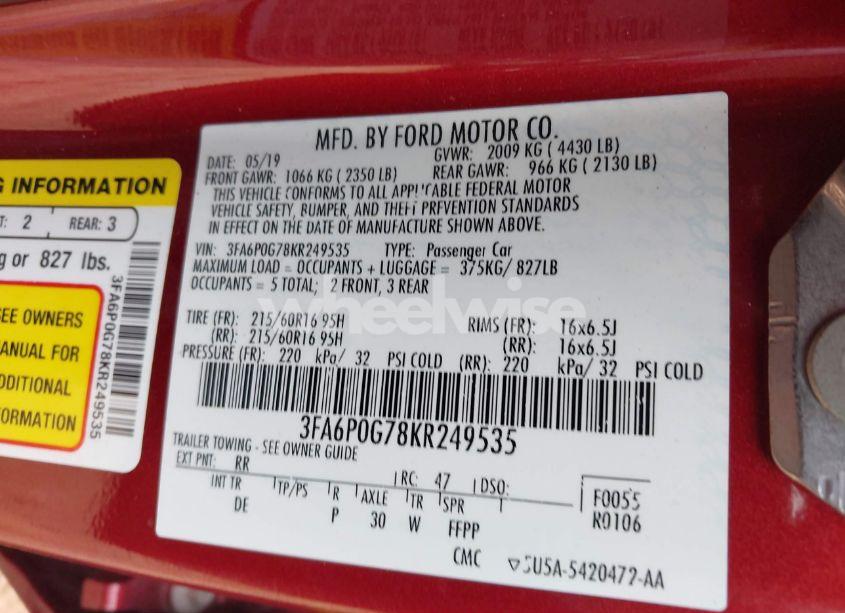 G INFORMATION
T: 2 REAR: 3
g or 827 lbs.
SEE OWNERS
MANUAL FOR
ADDITIONAL
FORMATION
3FA6P0G78KR249535
MFD. BY FORD MOTOR CO.
DATE: 05/19 GVWR: 2009 KG ( 4430 LB)
FRONT GAWR: 1066 KG ( 2350 LB) REAR GAWR: 966 KG ( 2130 LB)
THIS VEHICLE CONFORMS TO ALL APPLICABLE FEDERAL MOTOR
VEHICLE SAFETY, BUMPER, AND THEFT PREVENTION STANDARDS
IN EFFECT ON THE DATE OF MANUFACTURE SHOWN ABOVE.
VIN: 3FA6P0G78KR249535 TYPE: Passenger Car
MAXIMUM LOAD = OCCUPANTS + LUGGAGE = 375KG/ 827LB
OCCUPANTS = 5 TOTAL; 2 FRONT, 3 REAR
wheelwise
TIRE (FR): 215/60R16 95H RIMS (FR): 16x6.5J
(RR): 215/60R16 95H (RR): 16x6.5J
PRESSURE (FR): 220 kPa/ 32 PSI COLD (RR): 220 kPa/ 32 PSI COLD
3FA6P0G78KR249535
TRAILER TOWING - SEE OWNER GUIDE
EXT PNT: RR RC: 47 DSO:
INT TR TP/PS R AXLE TR SPR F0055
DE P 30 W FFPP R0106
CMC ▽5U5A-5420472-AA